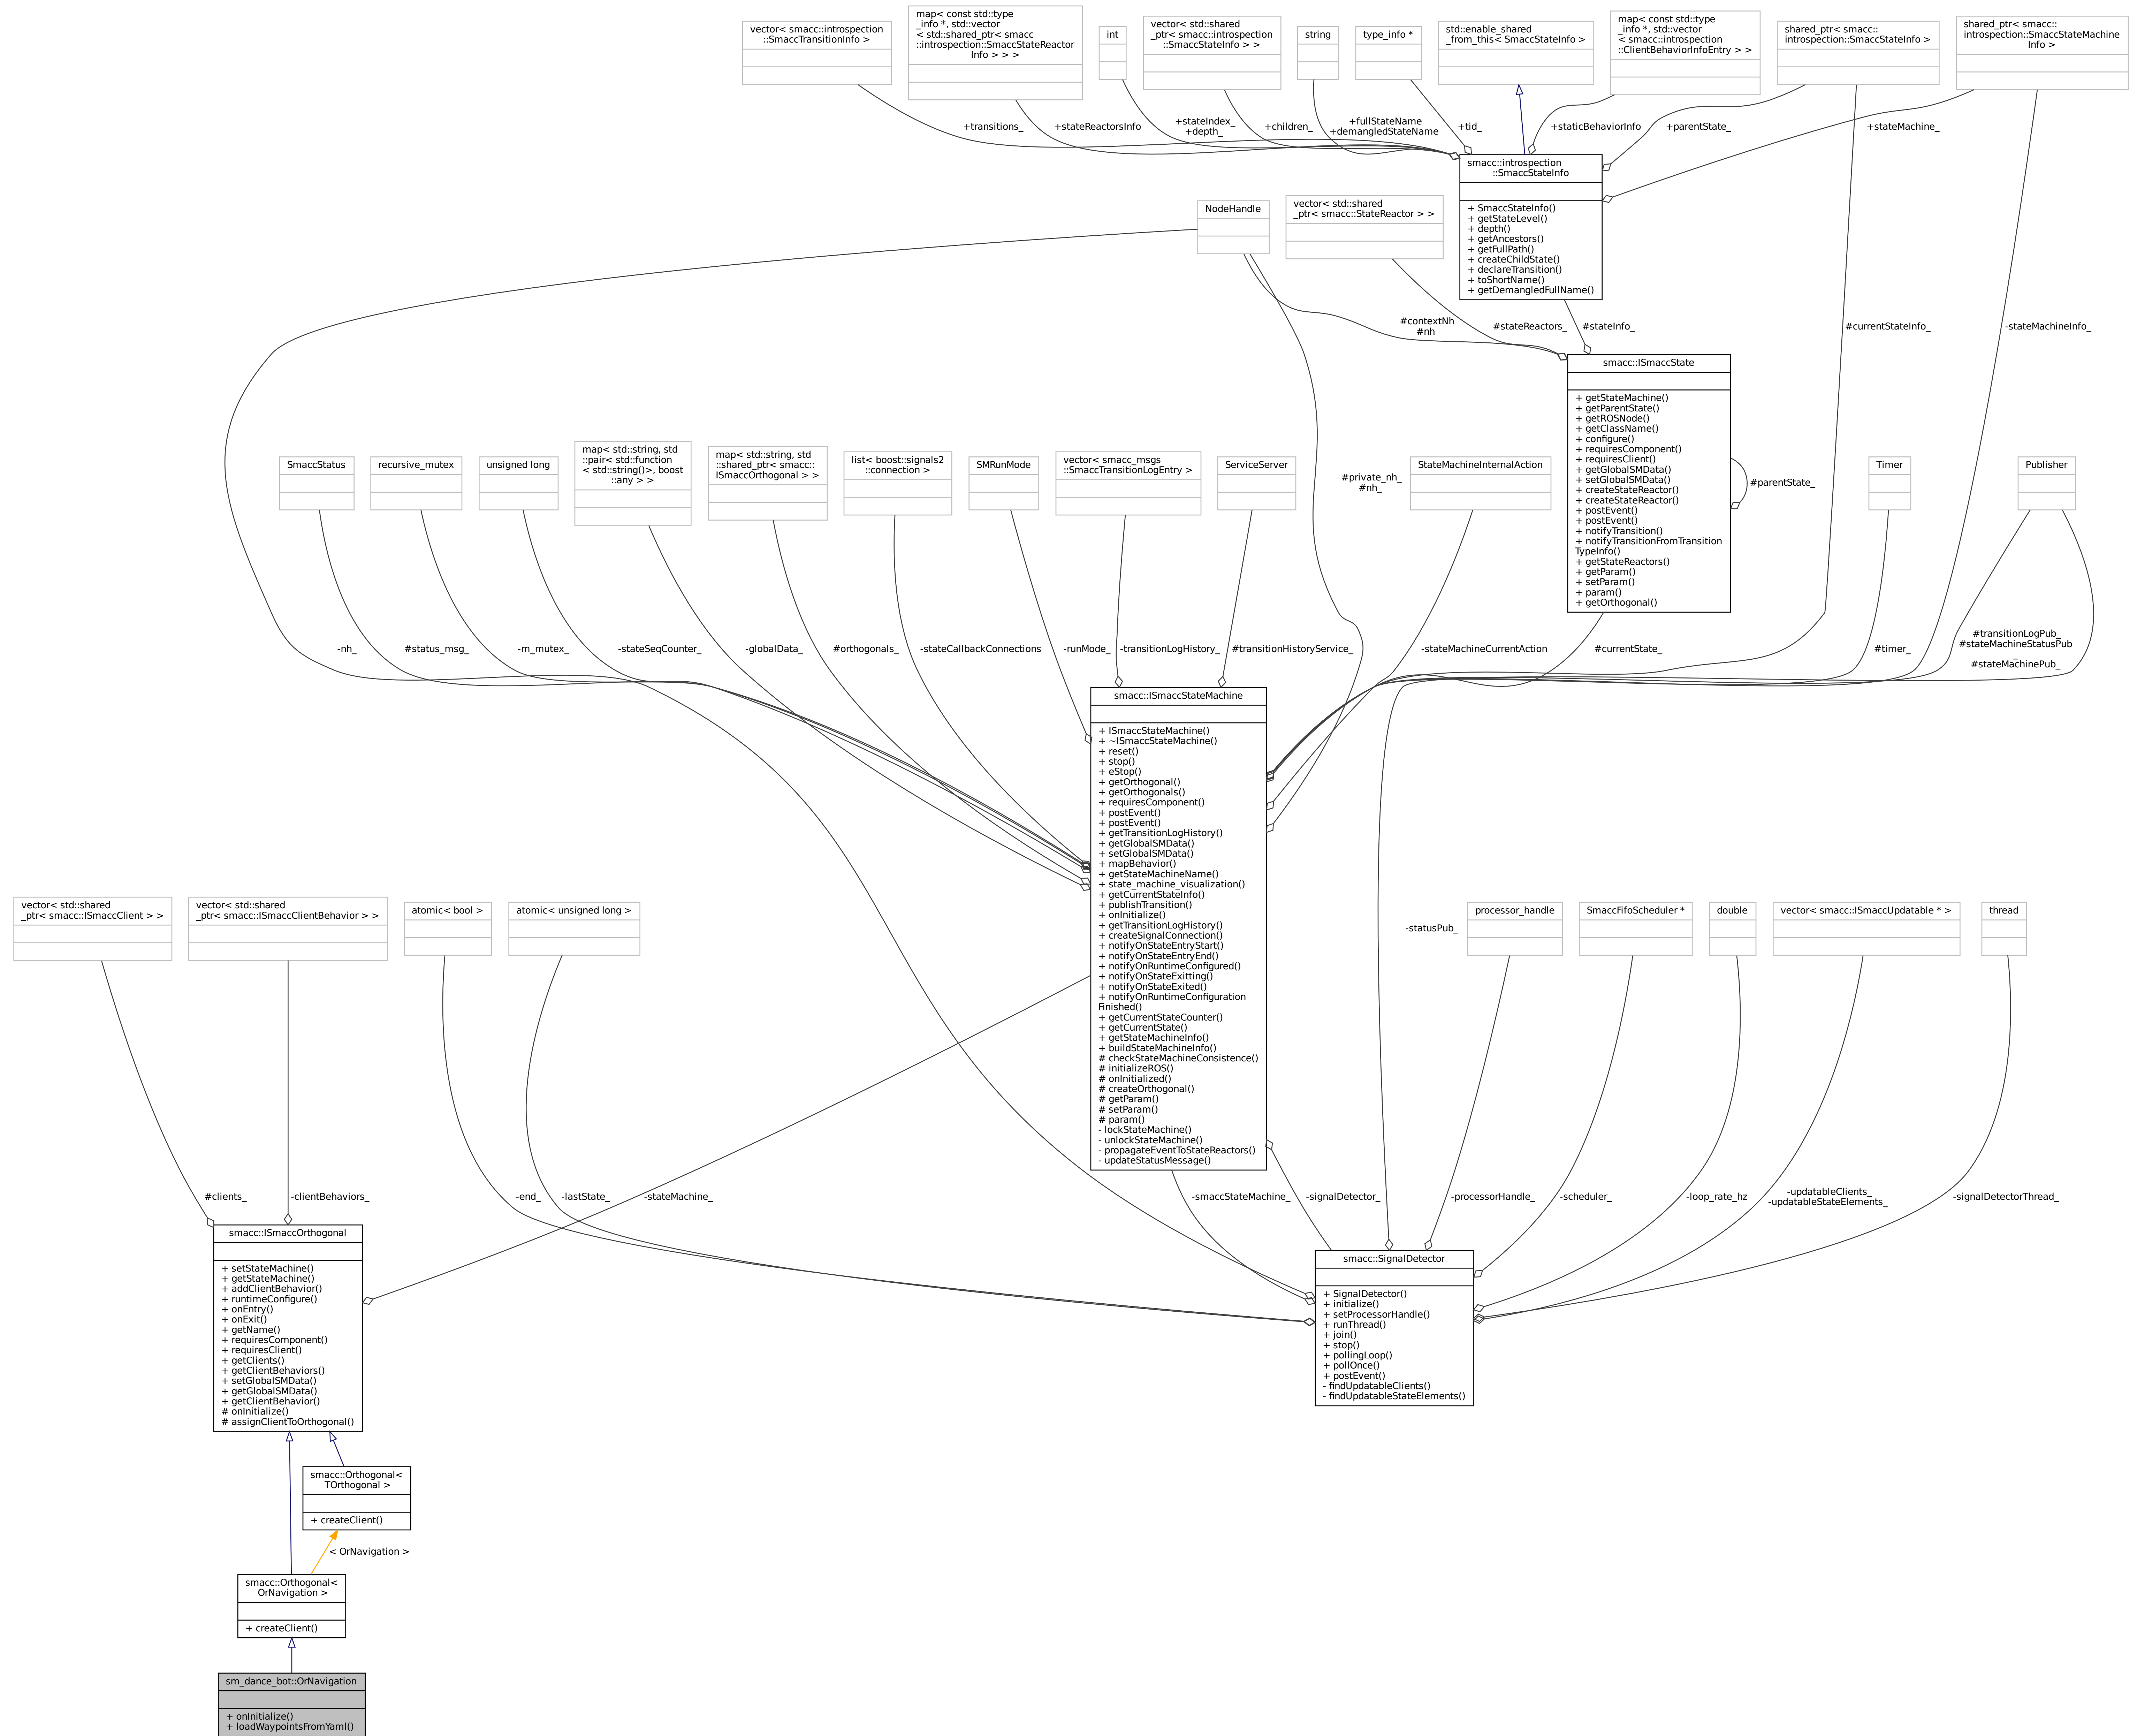 vector< smacc::introspection
::SmaccTransitionInfo >
map< const std::type
_info *, std::vector
< std::shared_ptr< smacc
::introspection::SmaccStateReactor
Info > > >
int
vector< std::shared
_ptr< smacc::introspection
::SmaccStateInfo > >
string
type_info *
std::enable_shared
_from_this< SmaccStateInfo >
map< const std::type
_info *, std::vector
< smacc::introspection
::ClientBehaviorInfoEntry > >
shared_ptr< smacc::
introspection::SmaccStateInfo >
shared_ptr< smacc::
introspection::SmaccStateMachine
Info >
+transitions_
+stateReactorsInfo
+stateIndex_
+depth_
+children_
+fullStateName
+demangledStateName
+tid_
+staticBehaviorInfo
+parentState_
+stateMachine_
smacc::introspection
::SmaccStateInfo
+ SmaccStateInfo()
+ getStateLevel()
+ depth()
+ getAncestors()
+ getFullPath()
+ createChildState()
+ declareTransition()
+ toShortName()
+ getDemangledFullName()
NodeHandle
vector< std::shared
_ptr< smacc::StateReactor > >
#contextNh
#nh
#stateReactors_
#stateInfo_
#currentStateInfo_
-stateMachineInfo_
smacc::ISmaccState
+ getStateMachine()
+ getParentState()
+ getROSNode()
+ getClassName()
+ configure()
+ requiresComponent()
+ requiresClient()
+ getGlobalSMData()
+ setGlobalSMData()
+ createStateReactor()
+ createStateReactor()
+ postEvent()
+ postEvent()
+ notifyTransition()
+ notifyTransitionFromTransition
TypeInfo()
+ getStateReactors()
+ getParam()
+ setParam()
+ param()
+ getOrthogonal()
#parentState_
SmaccStatus
recursive_mutex
unsigned long
map< std::string, std
::pair< std::function
< std::string()>, boost
::any > >
map< std::string, std
::shared_ptr< smacc::
ISmaccOrthogonal > >
list< boost::signals2
::connection >
SMRunMode
vector< smacc_msgs
::SmaccTransitionLogEntry >
ServiceServer
#private_nh_
#nh_
StateMachineInternalAction
Timer
Publisher
-nh_
#status_msg_
-m_mutex_
-stateSeqCounter_
-globalData_
#orthogonals_
-stateCallbackConnections
-runMode_
-transitionLogHistory_
#transitionHistoryService_
-stateMachineCurrentAction
#currentState_
#timer_
#transitionLogPub_
#stateMachineStatusPub
_
#stateMachinePub_
smacc::ISmaccStateMachine
+ ISmaccStateMachine()
+ ~ISmaccStateMachine()
+ reset()
+ stop()
+ eStop()
+ getOrthogonal()
+ getOrthogonals()
+ requiresComponent()
+ postEvent()
+ postEvent()
+ getTransitionLogHistory()
+ getGlobalSMData()
+ setGlobalSMData()
+ mapBehavior()
+ getStateMachineName()
+ state_machine_visualization()
+ getCurrentStateInfo()
+ publishTransition()
+ onInitialize()
+ getTransitionLogHistory()
+ createSignalConnection()
+ notifyOnStateEntryStart()
+ notifyOnStateEntryEnd()
+ notifyOnRuntimeConfigured()
+ notifyOnStateExitting()
+ notifyOnStateExited()
+ notifyOnRuntimeConfiguration
Finished()
+ getCurrentStateCounter()
+ getCurrentState()
+ getStateMachineInfo()
+ buildStateMachineInfo()
# checkStateMachineConsistence()
# initializeROS()
# onInitialized()
# createOrthogonal()
# getParam()
# setParam()
# param()
- lockStateMachine()
- unlockStateMachine()
- propagateEventToStateReactors()
- updateStatusMessage()
vector< std::shared
_ptr< smacc::ISmaccClient > >
vector< std::shared
_ptr< smacc::ISmaccClientBehavior > >
atomic< bool >
atomic< unsigned long >
-statusPub_
processor_handle
SmaccFifoScheduler *
double
vector< smacc::ISmaccUpdatable * >
thread
#clients_
-clientBehaviors_
-end_
-lastState_
-stateMachine_
-smaccStateMachine_
-signalDetector_
-processorHandle_
-scheduler_
-loop_rate_hz
-updatableClients_
-updatableStateElements_
-signalDetectorThread_
smacc::ISmaccOrthogonal
+ setStateMachine()
+ getStateMachine()
+ addClientBehavior()
+ runtimeConfigure()
+ onEntry()
+ onExit()
+ getName()
+ requiresComponent()
+ requiresClient()
+ getClients()
+ getClientBehaviors()
+ setGlobalSMData()
+ getGlobalSMData()
+ getClientBehavior()
# onInitialize()
# assignClientToOrthogonal()
smacc::SignalDetector
+ SignalDetector()
+ initialize()
+ setProcessorHandle()
+ runThread()
+ join()
+ stop()
+ pollingLoop()
+ pollOnce()
+ postEvent()
- findUpdatableClients()
- findUpdatableStateElements()
smacc::Orthogonal<
TOrthogonal >
+ createClient()
< OrNavigation >
smacc::Orthogonal<
OrNavigation >
+ createClient()
sm_dance_bot::OrNavigation
+ onInitialize()
+ loadWaypointsFromYaml()